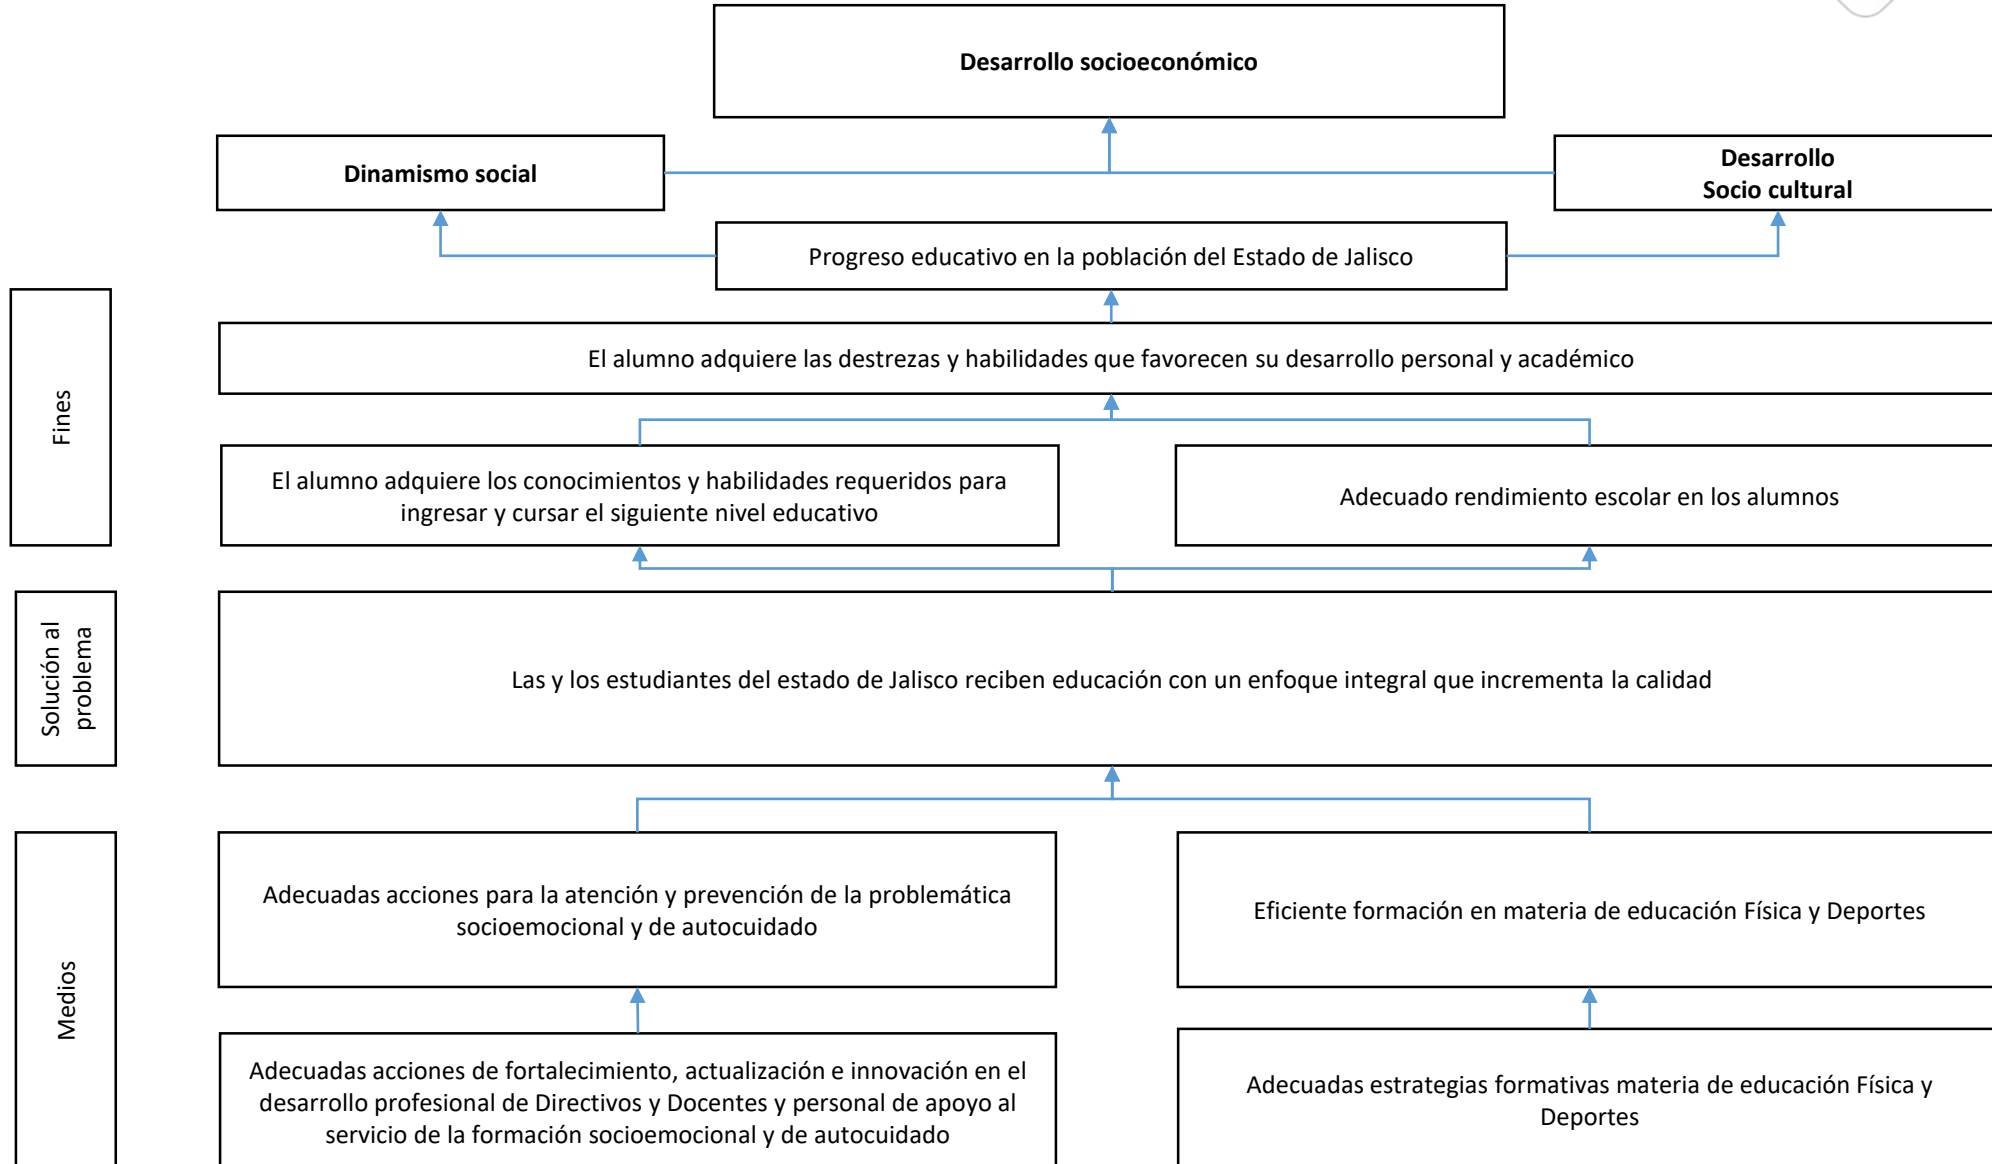 Desarrollo socioeconómico
Dinamismo social
Desarrollo
Socio cultural
Progreso educativo en la población del Estado de Jalisco
Fines
El alumno adquiere las destrezas y habilidades que favorecen su desarrollo personal y académico
El alumno adquiere los conocimientos y habilidades requeridos para
ingresar y cursar el siguiente nivel educativo
Adecuado rendimiento escolar en los alumnos
Solución al
problema
Las y los estudiantes del estado de Jalisco reciben educación con un enfoque integral que incrementa la calidad
Medios
Adecuadas acciones para la atención y prevención de la problemática
socioemocional y de autocuidado
Eficiente formación en materia de educación Física y Deportes
Adecuadas acciones de fortalecimiento, actualización e innovación en el
desarrollo profesional de Directivos y Docentes y personal de apoyo al
servicio de la formación socioemocional y de autocuidado
Adecuadas estrategias formativas materia de educación Física y
Deportes